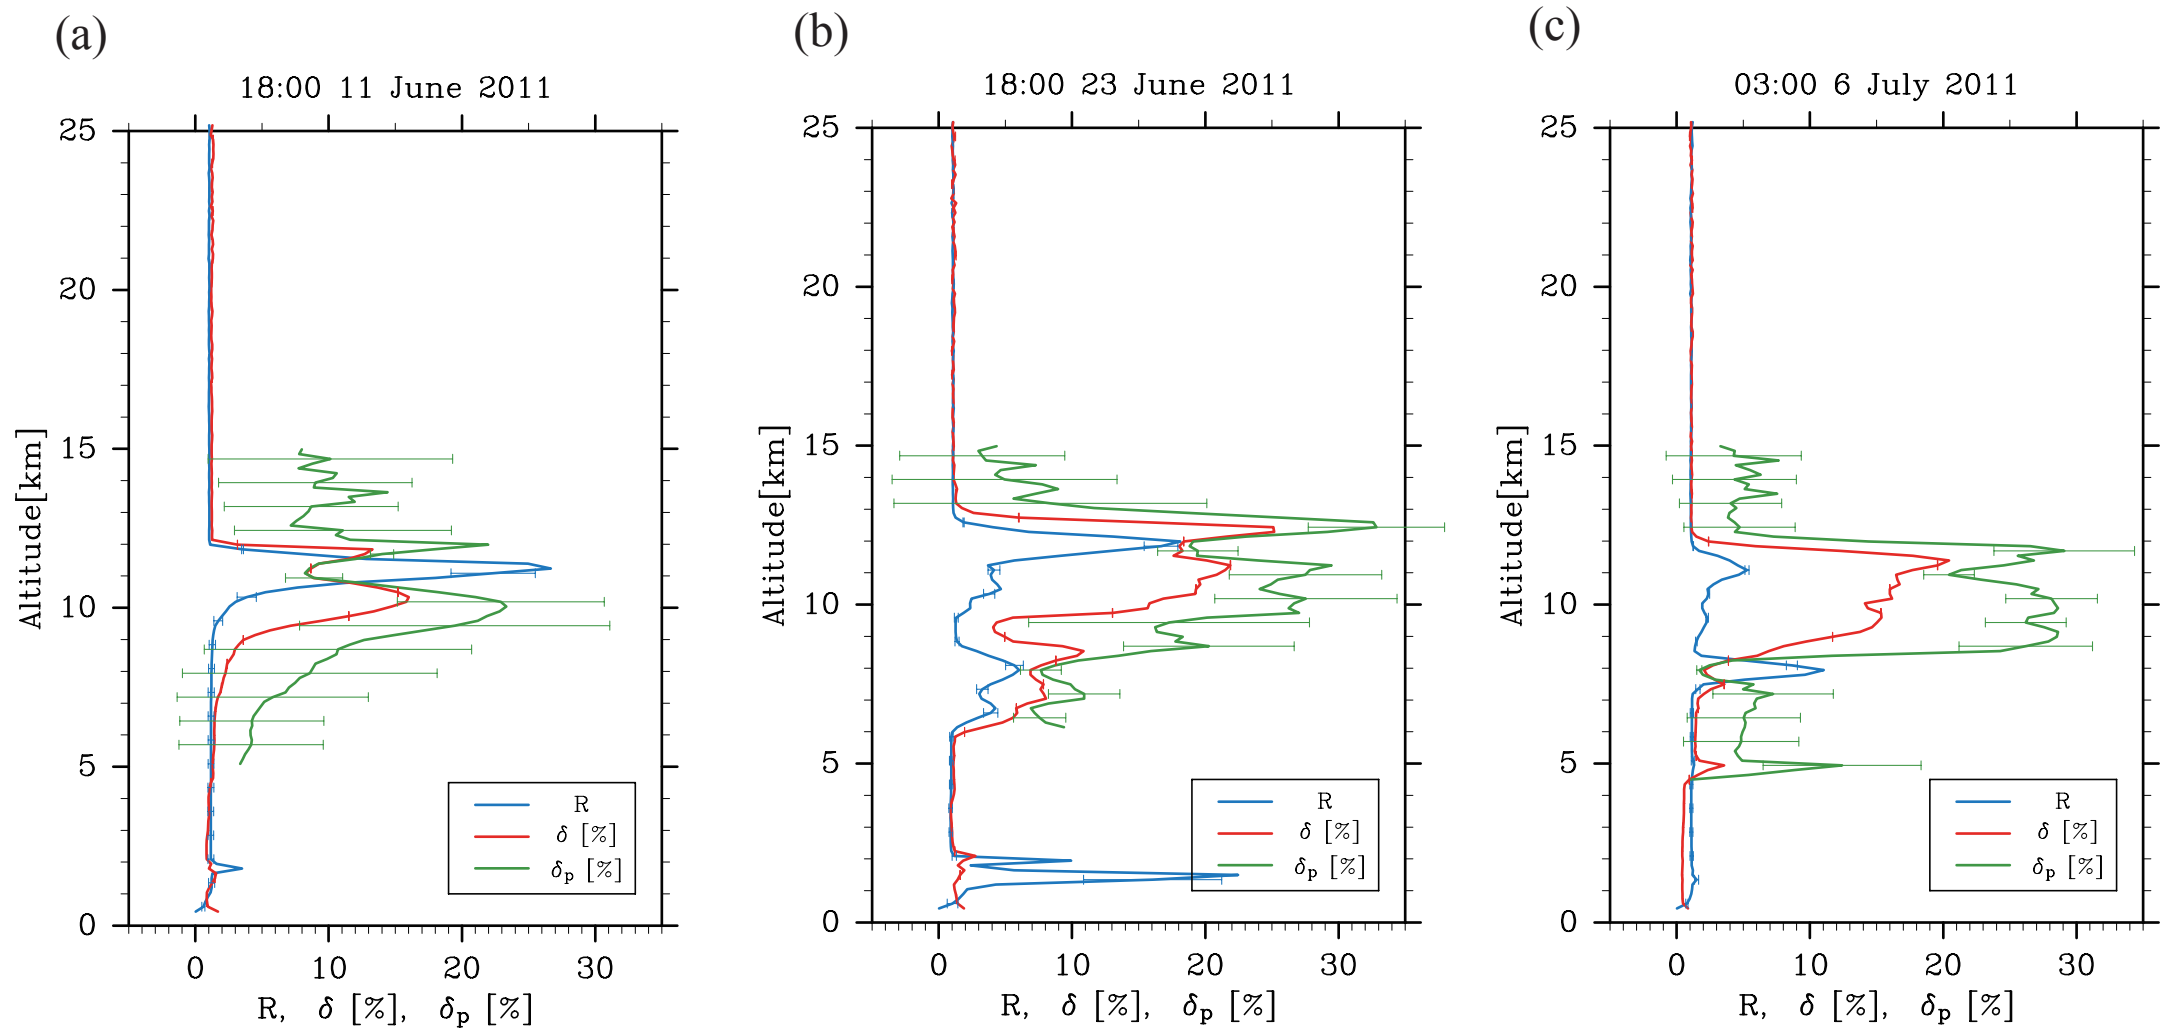 (a)
18:00 11 June 2011
25
20
15
10
5
0
Altitude[km]
0 10 20 30
R, δ [%], δp [%]
R
δ [%]
δp [%]
(b)
18:00 23 June 2011
25
20
15
10
5
0
Altitude[km]
0 10 20 30
R, δ [%], δp [%]
R
δ [%]
δp [%]
(c)
03:00 6 July 2011
25
20
15
10
5
0
Altitude[km]
0 10 20 30
R, δ [%], δp [%]
R
δ [%]
δp [%]